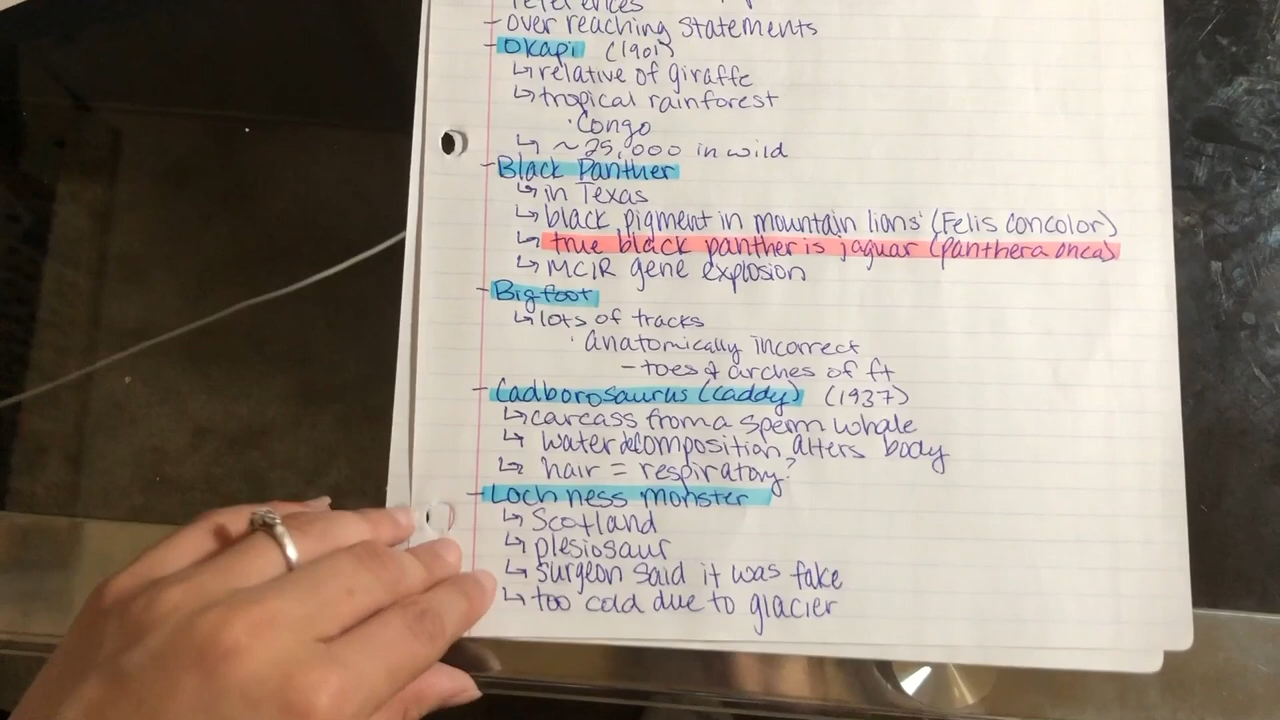 references
- over reaching statements
- Okapi (1901)
↳ relative of giraffe
↳ tropical rainforest
· Congo
↳ ~25,000 in wild
- Black Panther
↳ in Texas
↳ black pigment in mountain lions' (Felis concolor)
↳ true black panther is jaguar (panthera onca)
↳ MC1R gene explosion
- Bigfoot
↳ lots of tracks
· anatomically incorrect
- toes & arches of ft
- Cadborosaurus (Caddy) (1937)
↳ carcass from a sperm whale
↳ water decomposition alters body
↳ hair = respiratory?
- Loch ness monster
↳ Scotland
↳ plesiosaur
↳ surgeon said it was fake
↳ too cold due to glacier